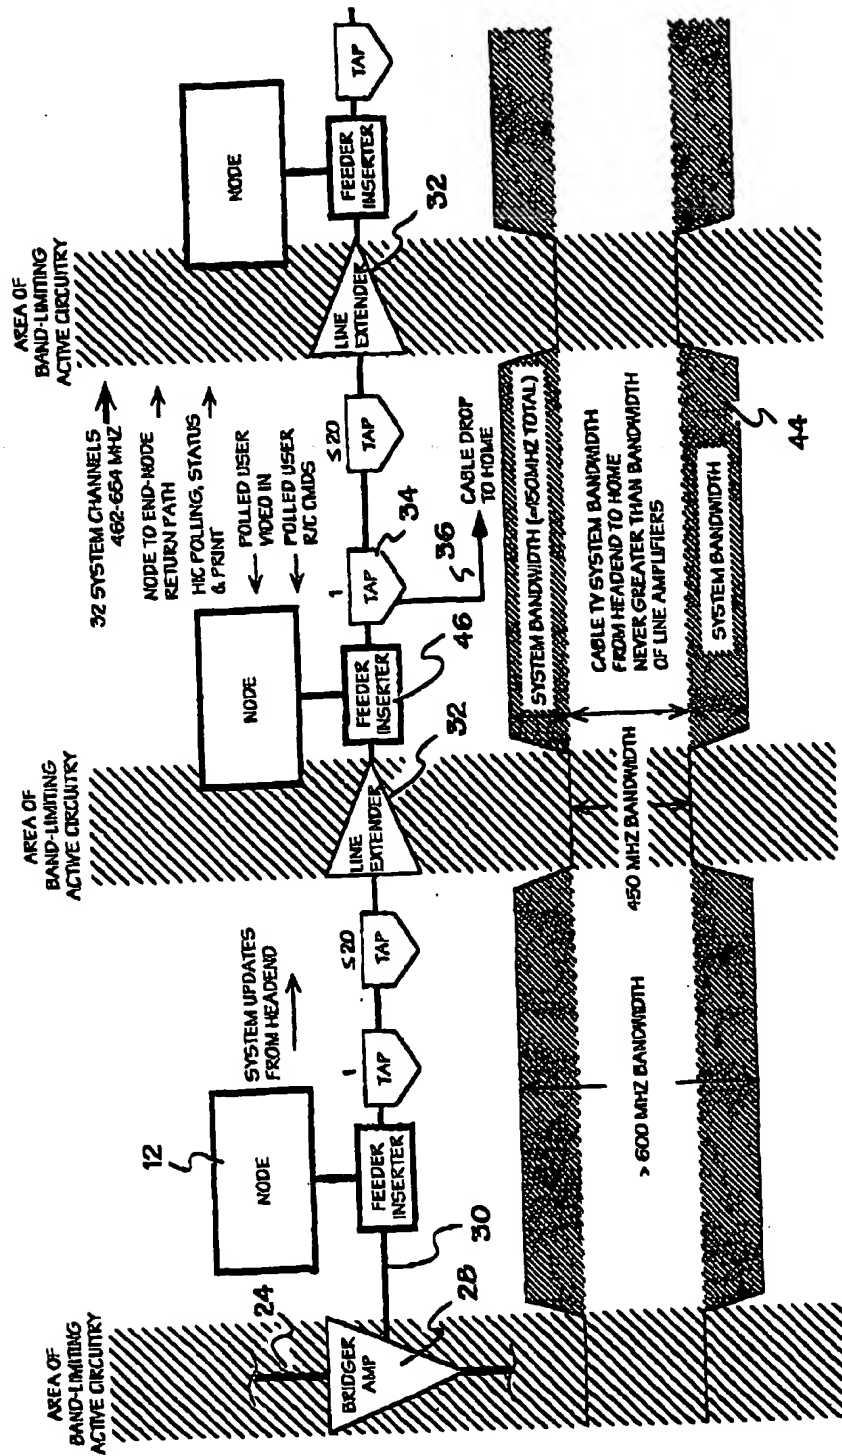 AREA OF
BAND-LIMITING
ACTIVE CIRCUITRY
24
BRIDGER
AMP
28
30
12
NODE
FEEDER
INSERTER
SYSTEM UPDATES
FROM HEADEND
1
TAP
≤20
TAP
AREA OF
BAND-LIMITING
ACTIVE CIRCUITRY
LINE
EXTENDER
32
NODE
FEEDER
INSERTER
46
32 SYSTEM CHANNELS
462-654 MHZ
NODE TO END-NODE
RETURN PATH
HIC POLLING, STATUS
& PRINT
POLLED USER
VIDEO IN
POLLED USER
R/C CMDS
1
TAP
34
36
CABLE DROP
TO HOME
≤20
TAP
AREA OF
BAND-LIMITING
ACTIVE CIRCUITRY
LINE
EXTENDER
32
NODE
FEEDER
INSERTER
TAP
> 600 MHZ BANDWIDTH
450 MHZ BANDWIDTH
SYSTEM BANDWIDTH (≈150MHZ TOTAL)
CABLE TV SYSTEM BANDWIDTH
FROM HEADEND TO HOME
NEVER GREATER THAN BANDWIDTH
OF LINE AMPLIFIERS
SYSTEM BANDWIDTH
44